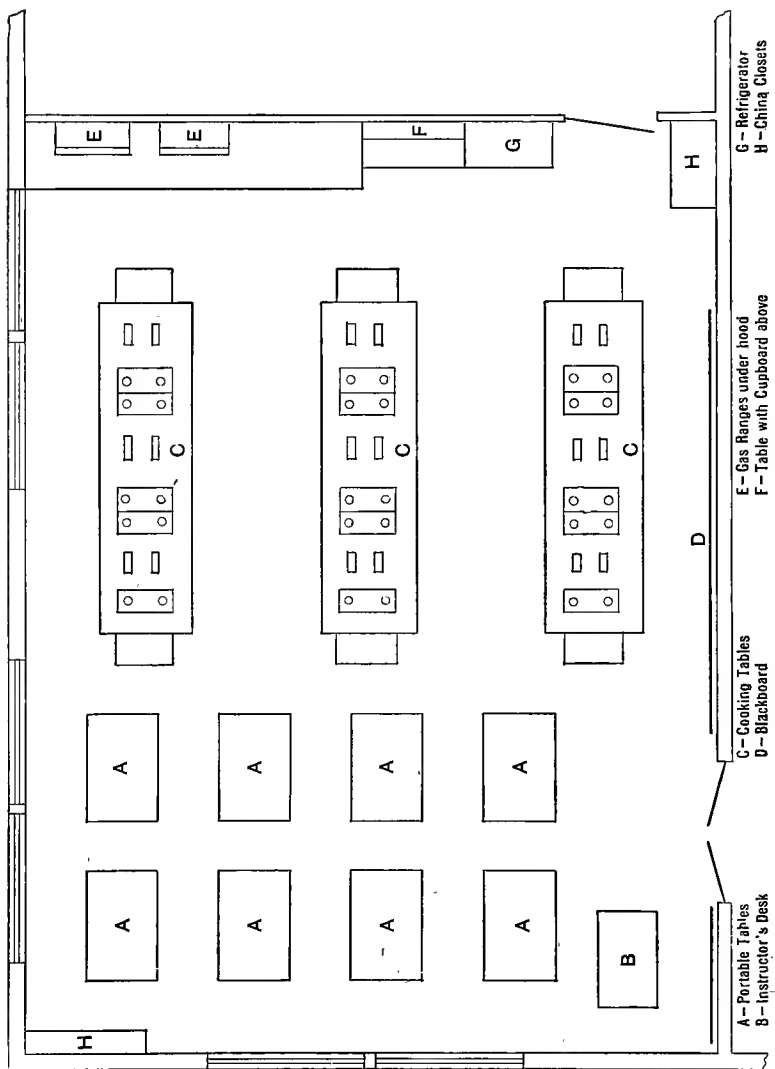 H
E
E
A
A
C
A
A
C
F
A
A
G
A
A
C
B
D
H
A – Portable Tables
B – Instructor's Desk
C – Cooking Tables
D – Blackboard
E – Gas Ranges under hood
F – Table with Cupboard above
G – Refrigerator
H – China Closets